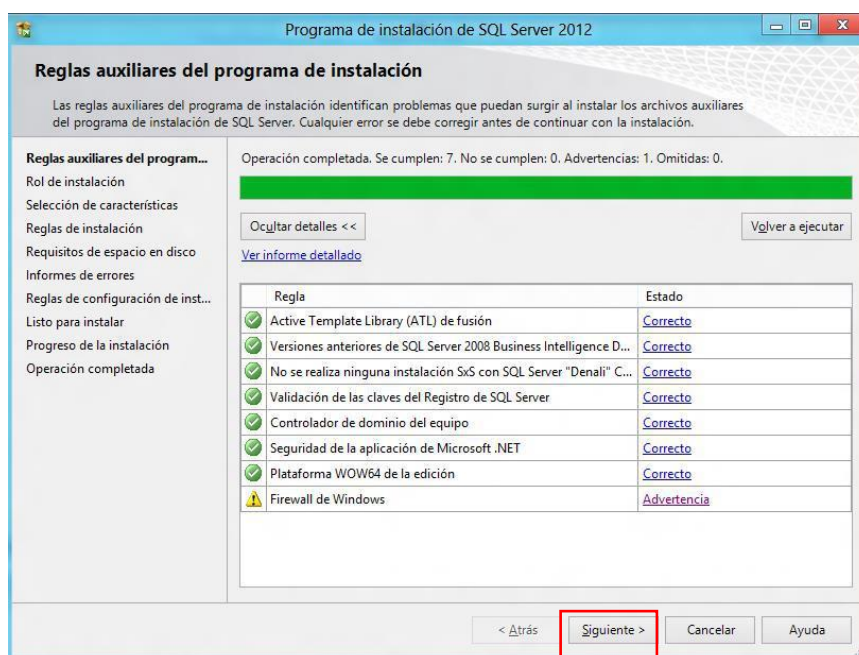 Programa de instalación de SQL Server 2012
Reglas auxiliares del programa de instalación
Las reglas auxiliares del programa de instalación identifican problemas que puedan surgir al instalar los archivos auxiliares
del programa de instalación de SQL Server. Cualquier error se debe corregir antes de continuar con la instalación.
Reglas auxiliares del program...
Rol de instalación
Selección de características
Reglas de instalación
Requisitos de espacio en disco
Informes de errores
Reglas de configuración de inst...
Listo para instalar
Progreso de la instalación
Operación completada
Operación completada. Se cumplen: 7. No se cumplen: 0. Advertencias: 1. Omitidas: 0.
Ocultar detalles <<
Volver a ejecutar
Ver informe detallado
Regla Estado
Active Template Library (ATL) de fusión Correcto
Versiones anteriores de SQL Server 2008 Business Intelligence D... Correcto
No se realiza ninguna instalación SxS con SQL Server "Denali" C... Correcto
Validación de las claves del Registro de SQL Server Correcto
Controlador de dominio del equipo Correcto
Seguridad de la aplicación de Microsoft .NET Correcto
Plataforma WOW64 de la edición Correcto
Firewall de Windows Advertencia
< Atrás
Siguiente >
Cancelar
Ayuda